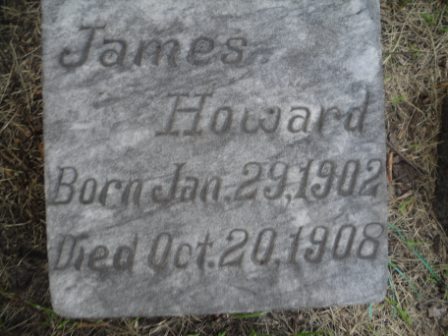 James
Howard
Born Jan. 29, 1902
Died Oct. 20, 1908